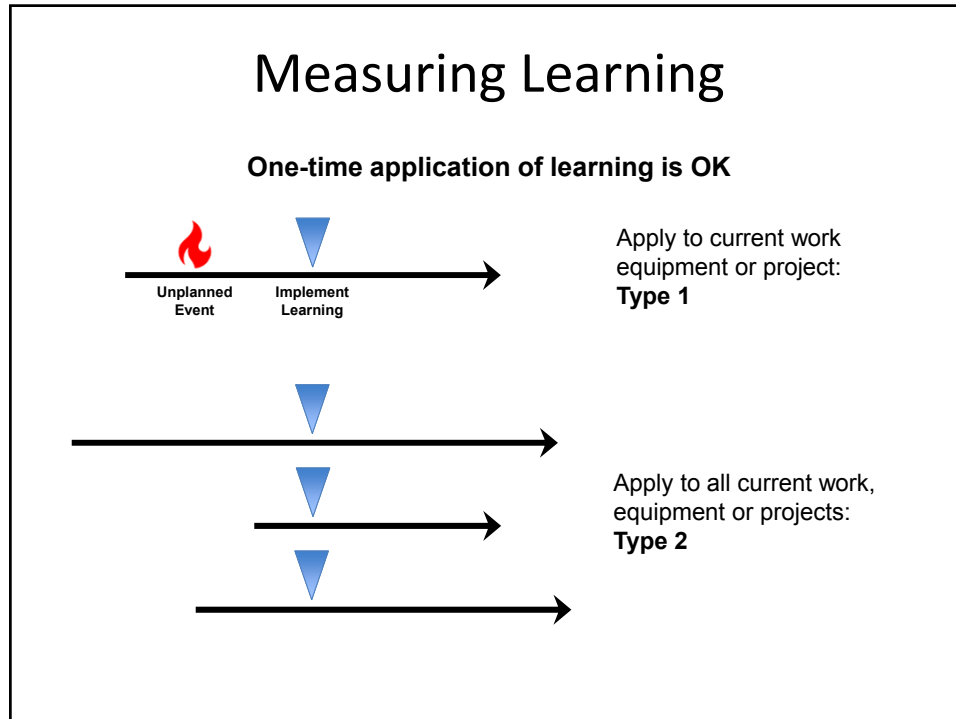 Measuring Learning
One-time application of learning is OK
Apply to current work
equipment or project:
Type 1
Unplanned
Event
Implement
Learning
Apply to all current work,
equipment or projects:
Type 2